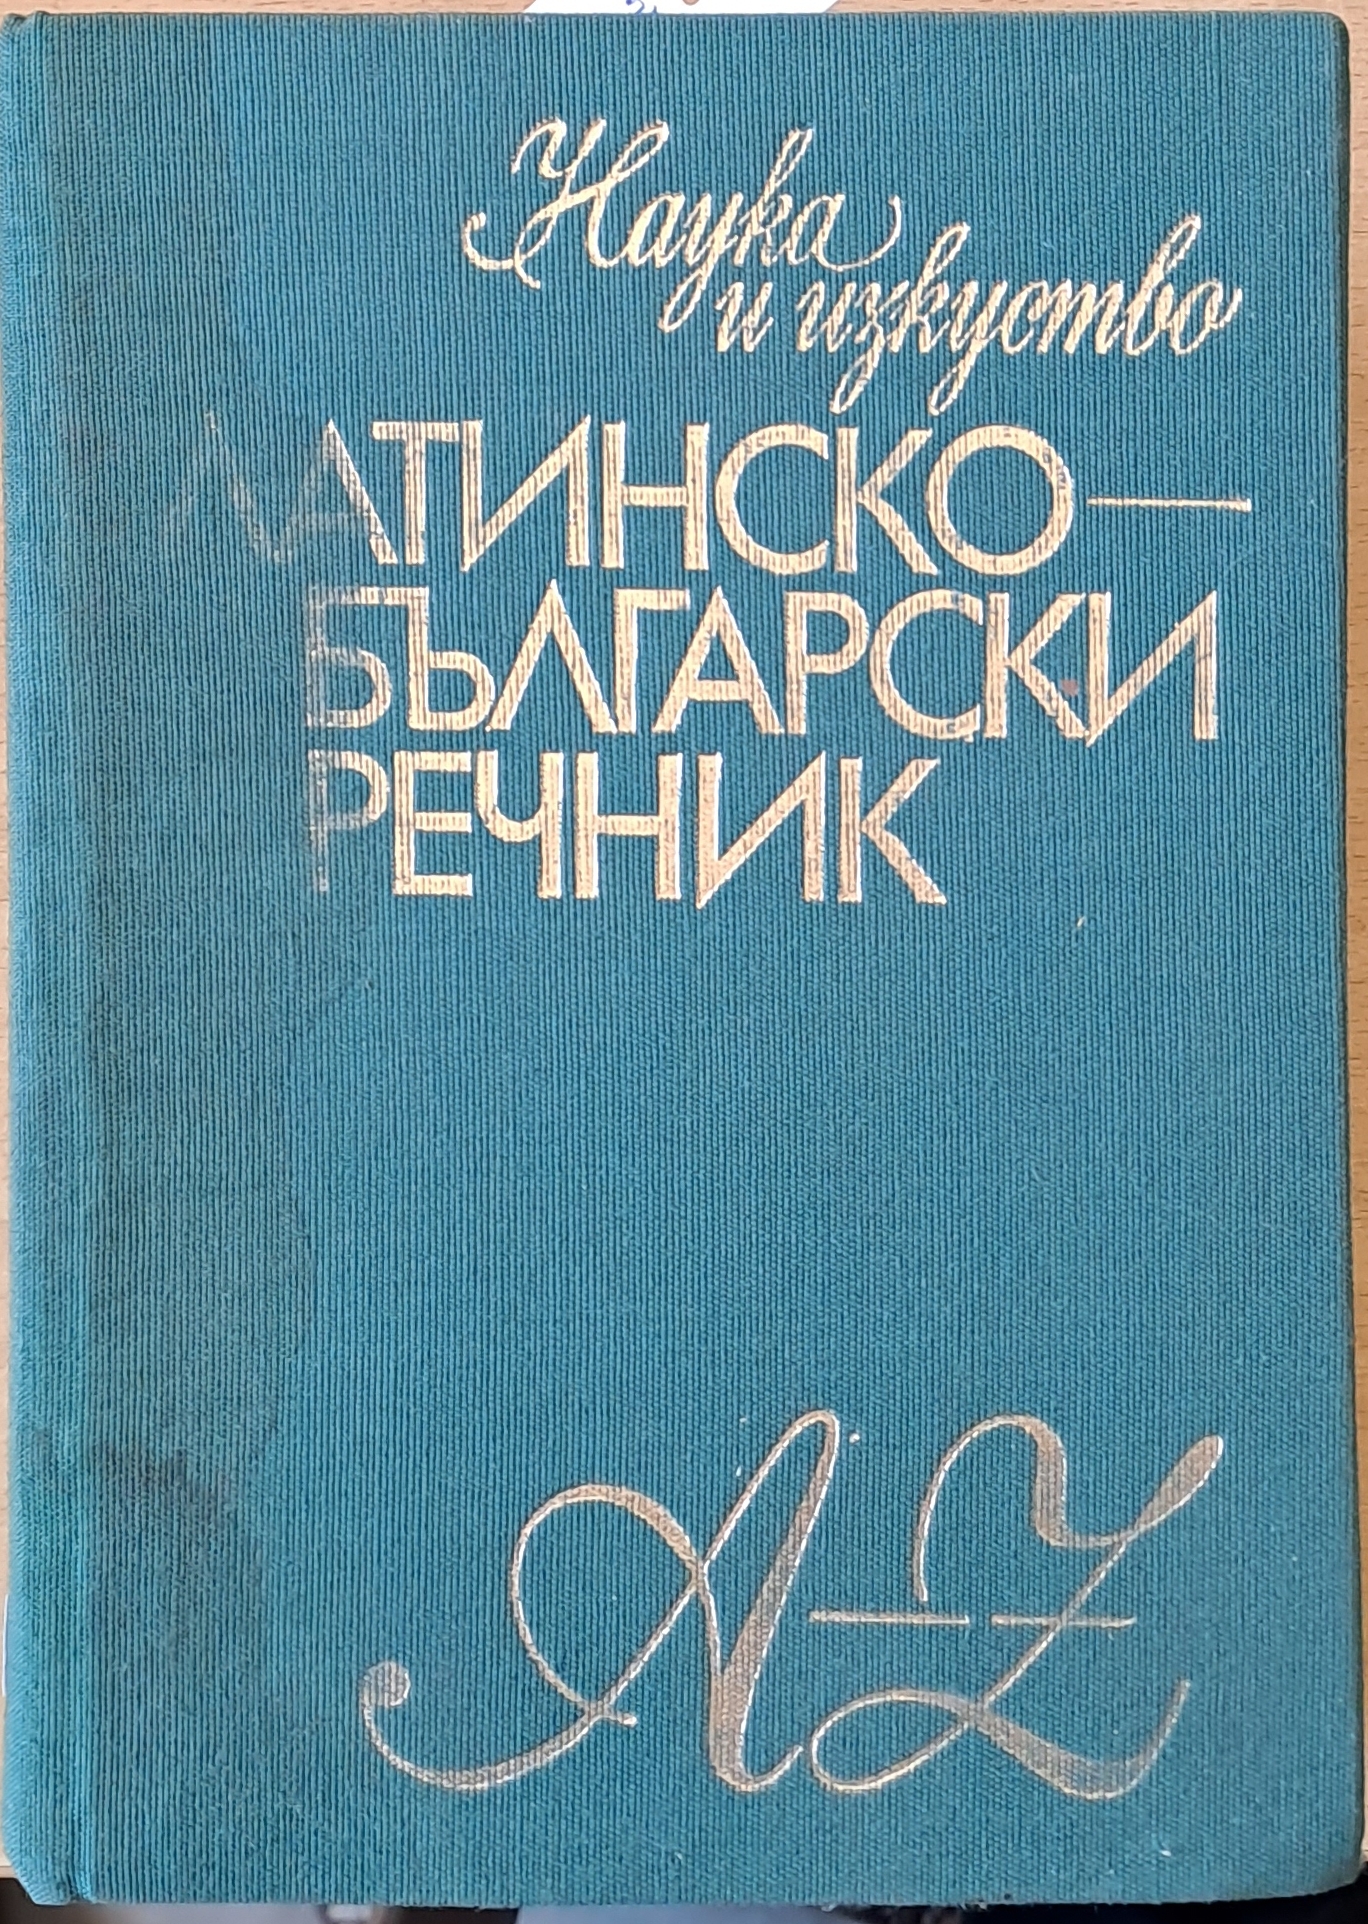 Наука
и изкуство
ЛАТИНСКО—
БЪЛГАРСКИ
РЕЧНИК
A—Z